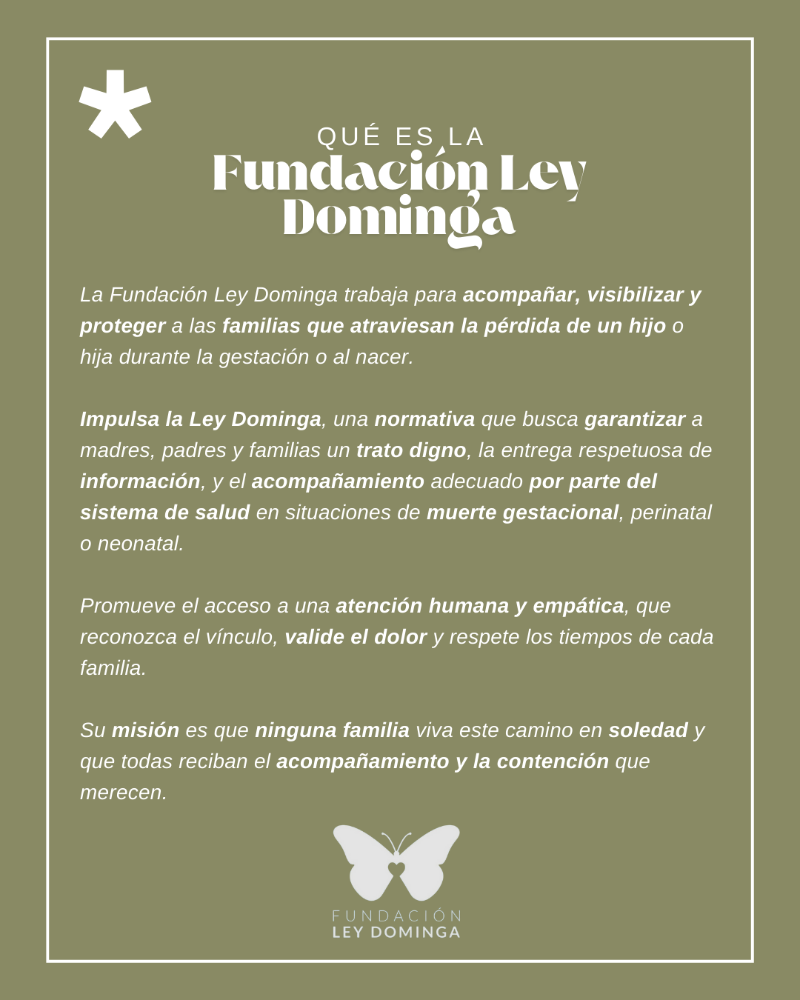 QUÉ ES LA
Fundación Ley
Dominga
La Fundación Ley Dominga trabaja para acompañar, visibilizar y
proteger a las familias que atraviesan la pérdida de un hijo o
hija durante la gestación o al nacer.
Impulsa la Ley Dominga, una normativa que busca garantizar a
madres, padres y familias un trato digno, la entrega respetuosa de
información, y el acompañamiento adecuado por parte del
sistema de salud en situaciones de muerte gestacional, perinatal
o neonatal.
Promueve el acceso a una atención humana y empática, que
reconozca el vínculo, valide el dolor y respete los tiempos de cada
familia.
Su misión es que ninguna familia viva este camino en soledad y
que todas reciban el acompañamiento y la contención que
merecen.
FUNDACIÓN
LEY DOMINGA